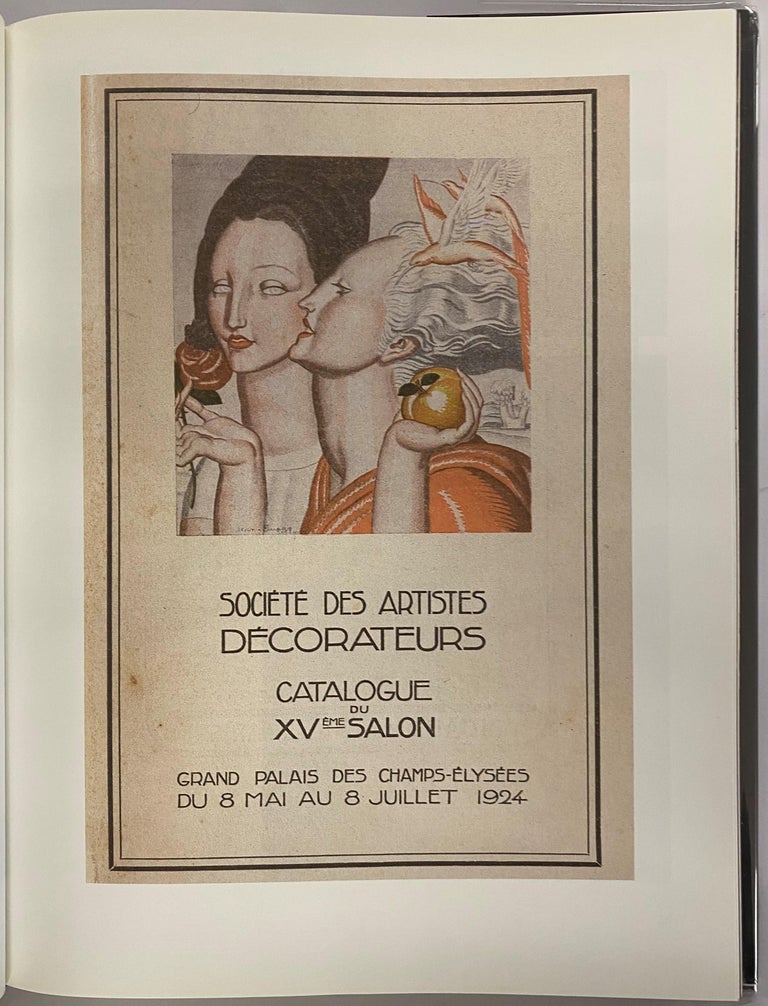 SOCIÉTÉ DES ARTISTES
DÉCORATEURS
CATALOGUE
DU
XVÈME SALON
GRAND PALAIS DES CHAMPS-ÉLYSÉES
DU 8 MAI AU 8 JUILLET 1924